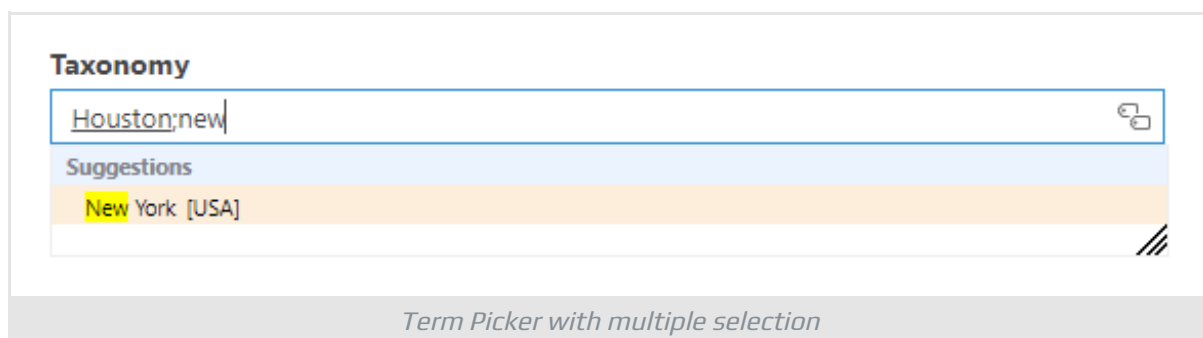 Taxonomy
Houston;new
Suggestions
New York [USA]
Term Picker with multiple selection